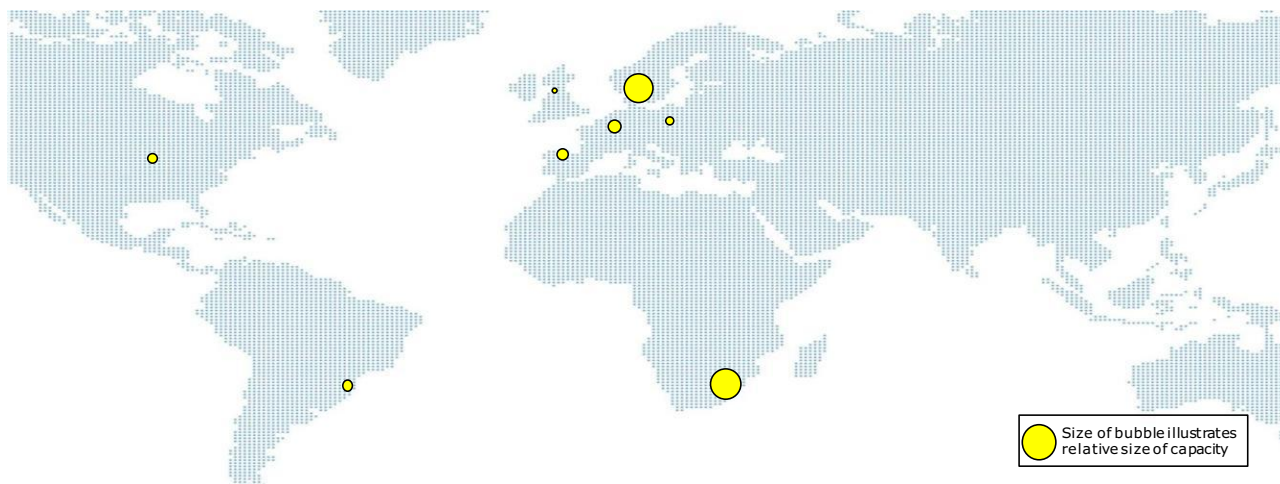 Size of bubble illustrates
relative size of capacity